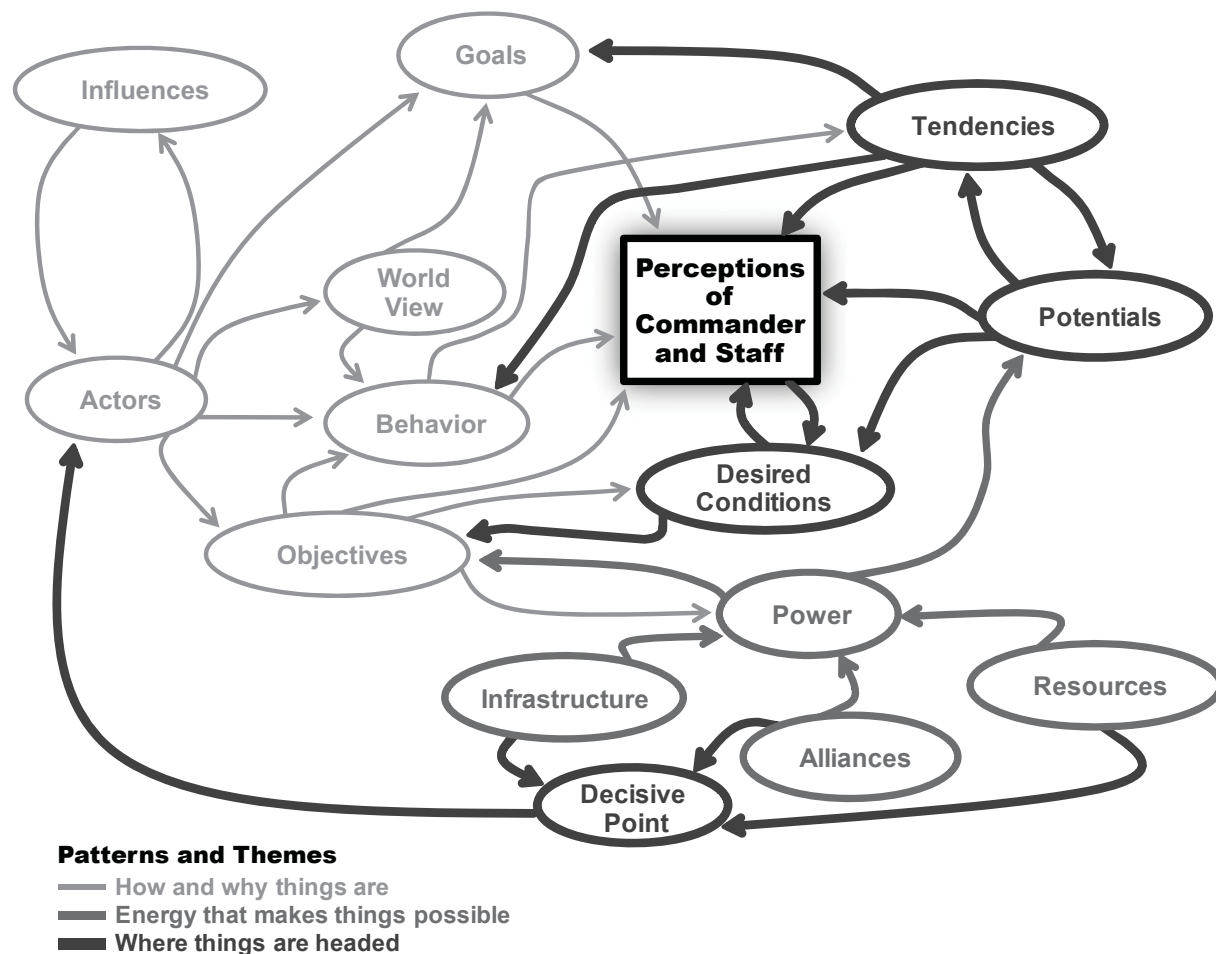 Goals
Influences
Tendencies
World
View
Perceptions
of
Commander
and Staff
Potentials
Actors
Behavior
Desired
Conditions
Objectives
Power
Infrastructure
Resources
Alliances
Decisive
Point
Patterns and Themes
How and why things are
Energy that makes things possible
Where things are headed